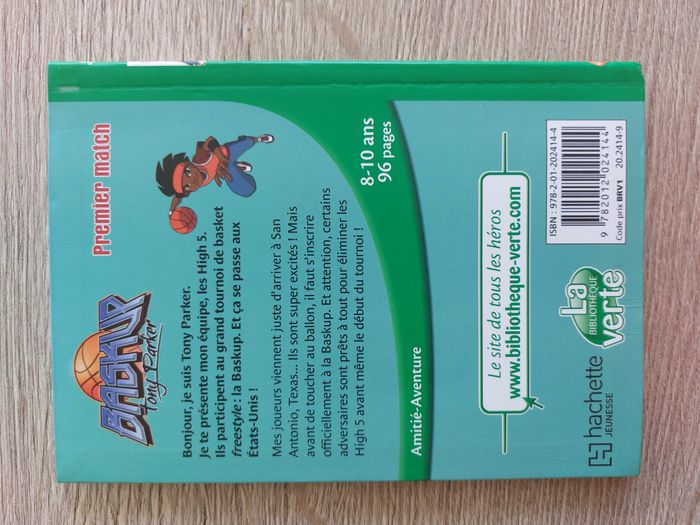 BASKUP
Tony Parker
Premier match
Bonjour, je suis Tony Parker.
Je te présente mon équipe, les High 5.
Ils participent au grand tournoi de basket
freestyle : la Baskup. Et ça se passe aux
États-Unis !
Mes joueurs viennent juste d'arriver à San
Antonio, Texas... Ils sont super excités ! Mais
avant de toucher au ballon, il faut s'inscrire
officiellement à la Baskup. Et attention, certains
adversaires sont prêts à tout pour éliminer les
High 5 avant même le début du tournoi !
8-10 ans
96 pages
Amitié-Aventure
Le site de tous les héros
www.bibliotheque-verte.com
ISBN : 978-2-01-202414-4
9 782012 024144
Code prix BRV1 20.2414-9
La
BIBLIOTHÈQUE
verte
hachette
JEUNESSE